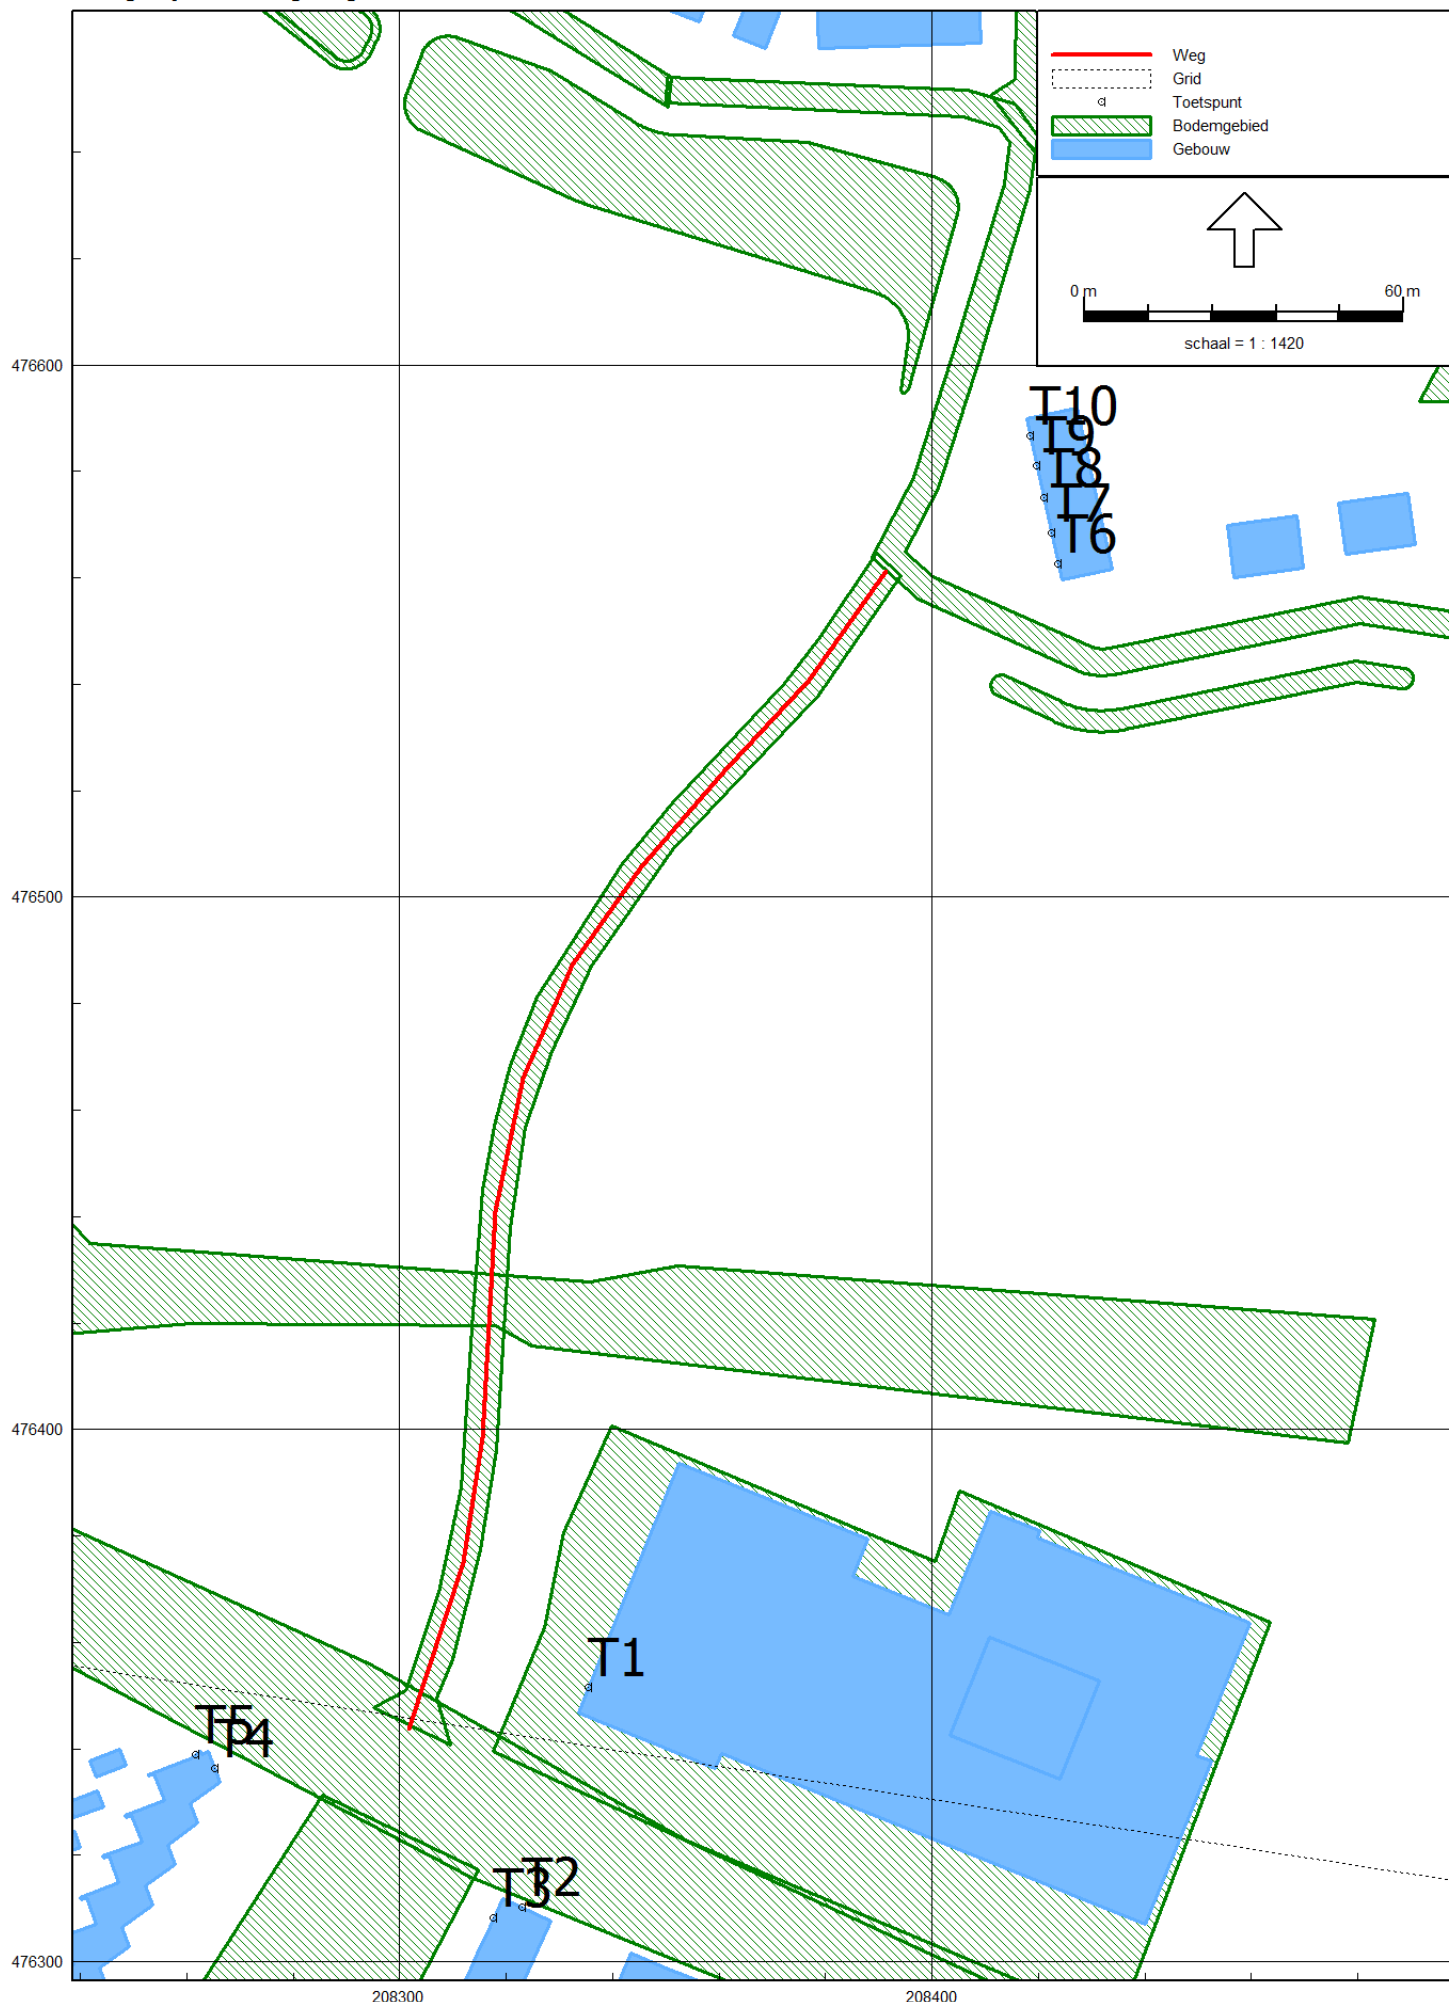 Weg
Grid
Toetspunt
Bodemgebied
Gebouw
0 m 60 m
schaal = 1 : 1420
476600
T10
T9
T8
T7
T6
476500
476400
T1
T5
T4
T2
T3
476300
208300 208400